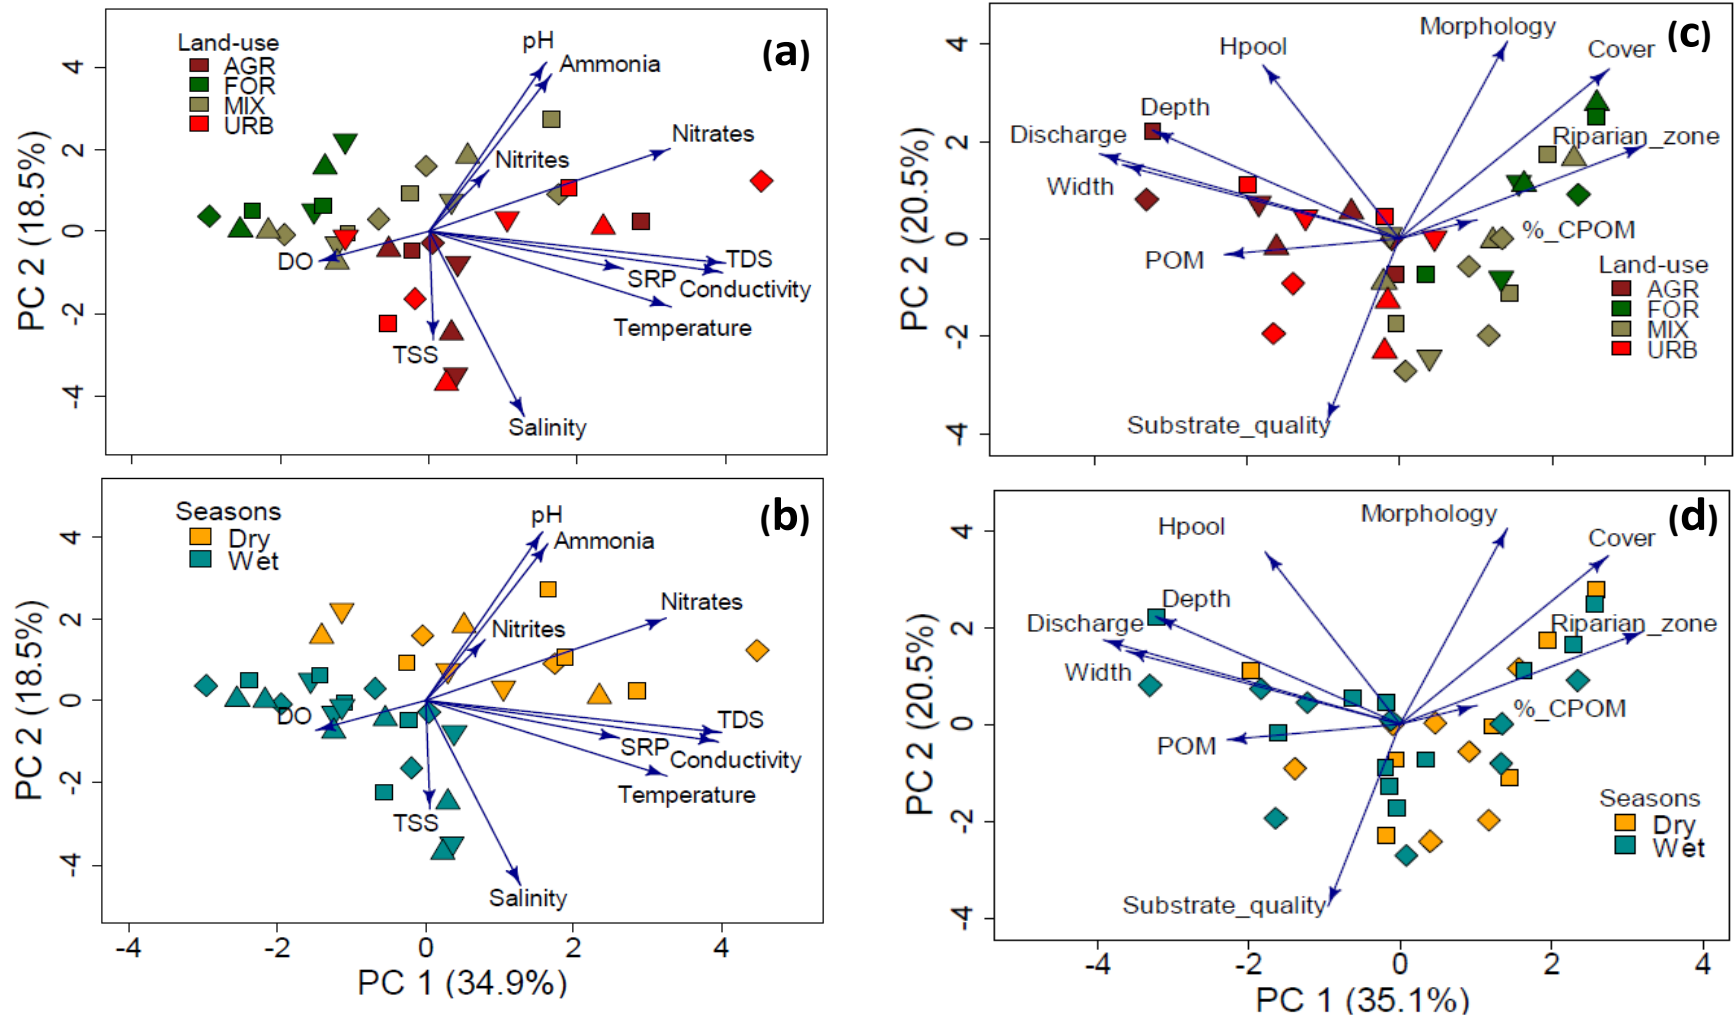 (a)
Land-use
AGR
FOR
MIX
URB
pH
Ammonia
Nitrates
Nitrites
DO
TDS
SRP
Conductivity
Temperature
TSS
Salinity
PC 2 (18.5%)
4
2
0
-2
-4
(c)
Morphology
Hpool
Cover
Depth
Discharge
Riparian_zone
Width
%_CPOM
POM
Land-use
AGR
FOR
MIX
URB
Substrate_quality
PC 2 (20.5%)
4
2
0
-2
-4
(b)
Seasons
Dry
Wet
pH
Ammonia
Nitrates
Nitrites
DO
TDS
SRP
Conductivity
Temperature
TSS
Salinity
PC 2 (18.5%)
4
2
0
-2
-4
-4 -2 0 2 4
PC 1 (34.9%)
(d)
Morphology
Hpool
Cover
Depth
Discharge
Riparian_zone
Width
%_CPOM
POM
Seasons
Dry
Wet
Substrate_quality
PC 2 (20.5%)
4
2
0
-2
-4
-4 -2 0 2 4
PC 1 (35.1%)